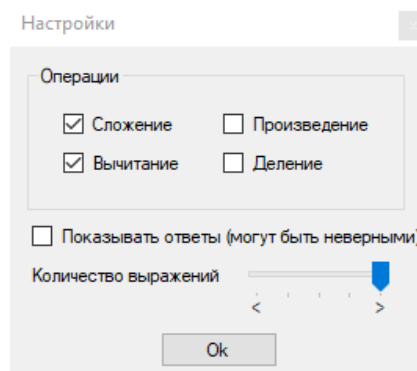 Настройки
Операции
Сложение Произведение
Вычитание Деление
Показывать ответы (могут быть неверными)
Количество выражений
< >
Ok